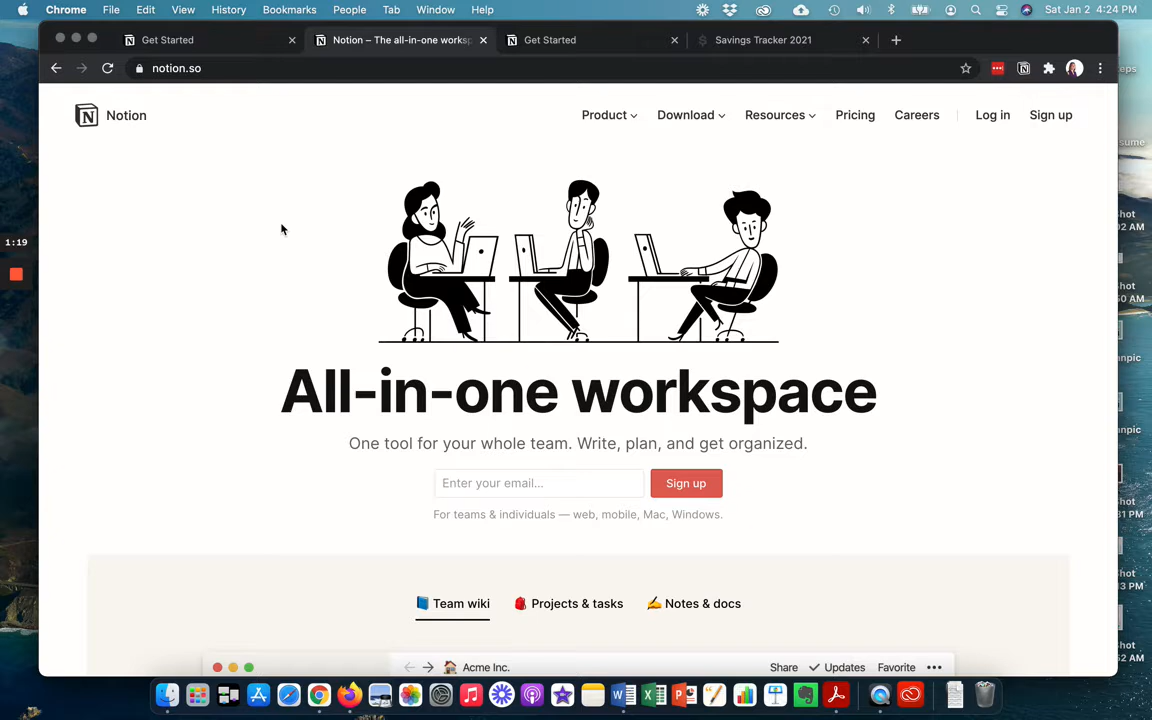 Chrome File Edit View History Bookmarks People Tab Window Help Sat Jan 2 4:24 PM
Get Started Notion – The all-in-one worksp Get Started Savings Tracker 2021
notion.so
N Notion Product Download Resources Pricing Careers Log in Sign up
1:19
All-in-one workspace
One tool for your whole team. Write, plan, and get organized.
Enter your email... Sign up
For teams & individuals — web, mobile, Mac, Windows.
Team wiki Projects & tasks Notes & docs
Acme Inc. Share Updates Favorite